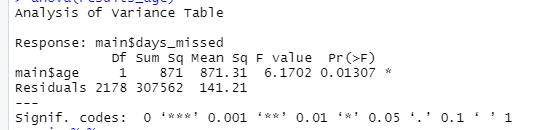 > anova(results_age)
Analysis of Variance Table

Response: main$days_missed
            Df Sum Sq Mean Sq F value  Pr(>F)
main$age     1    871  871.31  6.1702 0.01307 *
Residuals 2178 307562  141.21
---
Signif. codes:  0 ‘***’ 0.001 ‘**’ 0.01 ‘*’ 0.05 ‘.’ 0.1 ‘ ’ 1